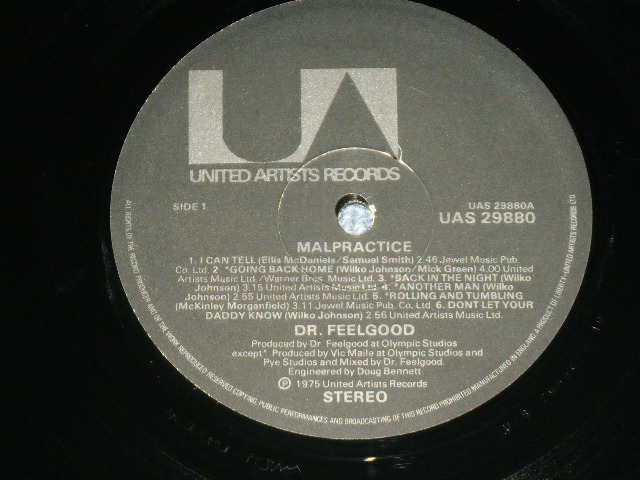 UA
UNITED ARTISTS RECORDS
SIDE 1
UAS 29880A
UAS 29880
MALPRACTICE
1. I CAN TELL (Ellis McDaniels/Samuel Smith) 2.46 Jewel Music Pub.
Co. Ltd. 2. *GOING BACK HOME (Wilko Johnson/Mick Green) 4.00 United
Artists Music Ltd./Warner Bros. Music Ltd. 3. *BACK IN THE NIGHT (Wilko
Johnson) 3.15 United Artists Music Ltd. 4. *ANOTHER MAN (Wilko
Johnson) 2.55 United Artists Music Ltd. 5. *ROLLING AND TUMBLING
(McKinley Morganfield) 3.11 Jewel Music Pub. Co. Ltd. 6. DONT LET YOUR
DADDY KNOW (Wilko Johnson) 2.56 United Artists Music Ltd.
DR. FEELGOOD
Produced by Dr. Feelgood at Olympic Studios
except* Produced by Vic Maile at Olympic Studios and
Pye Studios and Mixed by Dr. Feelgood.
Engineered by Doug Bennett
Ⓟ 1975 United Artists Records
STEREO
ALL RIGHTS OF THE RECORD PRODUCER AND OF THE WORK REPRODUCED RESERVED COPYING, PUBLIC PERFORMANCES AND BROADCASTING OF THIS RECORD PROHIBITED MANUFACTURED IN ENGLAND, A PRODUCT OF LIBERTY-UNITED ARTISTS RECORDS LTD.